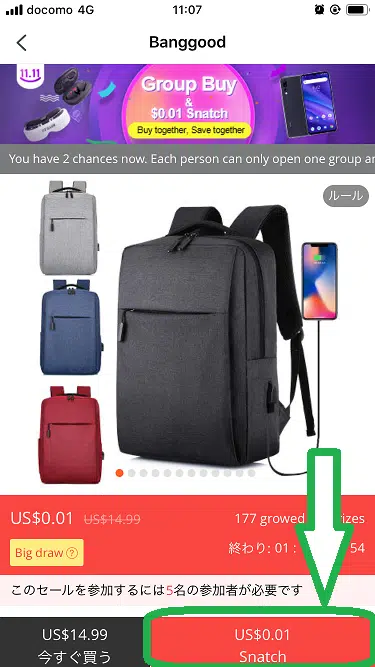 docomo 4G
11:07
Banggood
11.11
Group Buy
& $0.01 Snatch
Buy together, Save together
You have 2 chances now. Each person can only open one group ar
ルール
US$0.01 US$14.99
177 growed izes
Big draw ?
終わり: 01 : 54
このセールを参加するには5名の参加者が必要です
US$14.99
今すぐ買う
US$0.01
Snatch